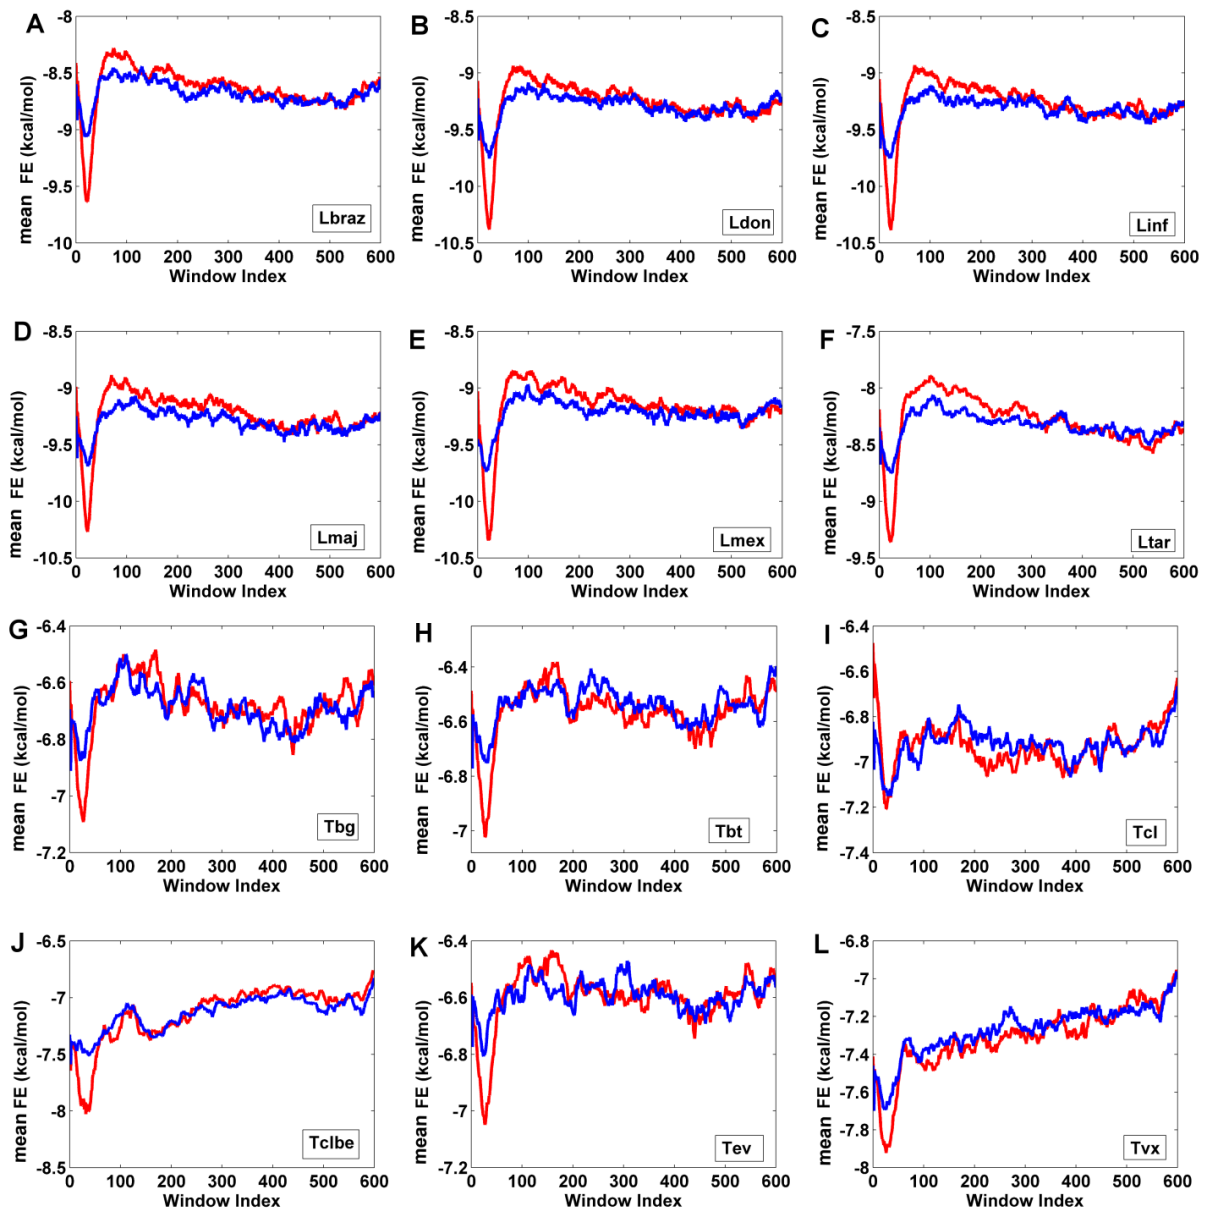 A
mean FE (kcal/mol)
-8
-8.5
-9
-9.5
-10
0 100 200 300 400 500 600
Window Index
Lbraz
B
mean FE (kcal/mol)
-8.5
-9
-9.5
-10
-10.5
0 100 200 300 400 500 600
Window Index
Ldon
C
mean FE (kcal/mol)
-8.5
-9
-9.5
-10
-10.5
0 100 200 300 400 500 600
Window Index
Linf
D
mean FE (kcal/mol)
-8.5
-9
-9.5
-10
-10.5
0 100 200 300 400 500 600
Window Index
Lmaj
E
mean FE (kcal/mol)
-8.5
-9
-9.5
-10
-10.5
0 100 200 300 400 500 600
Window Index
Lmex
F
mean FE (kcal/mol)
-7.5
-8
-8.5
-9
-9.5
0 100 200 300 400 500 600
Window Index
Ltar
G
mean FE (kcal/mol)
-6.4
-6.6
-6.8
-7
-7.2
0 100 200 300 400 500 600
Window Index
Tbg
H
mean FE (kcal/mol)
-6.4
-6.6
-6.8
-7
0 100 200 300 400 500 600
Window Index
Tbt
I
mean FE (kcal/mol)
-6.4
-6.6
-6.8
-7
-7.2
-7.4
0 100 200 300 400 500 600
Window Index
Tcl
J
mean FE (kcal/mol)
-6.5
-7
-7.5
-8
-8.5
0 100 200 300 400 500 600
Window Index
Tclbe
K
mean FE (kcal/mol)
-6.4
-6.6
-6.8
-7
-7.2
0 100 200 300 400 500 600
Window Index
Tev
L
mean FE (kcal/mol)
-6.8
-7
-7.2
-7.4
-7.6
-7.8
-8
0 100 200 300 400 500 600
Window Index
Tvx